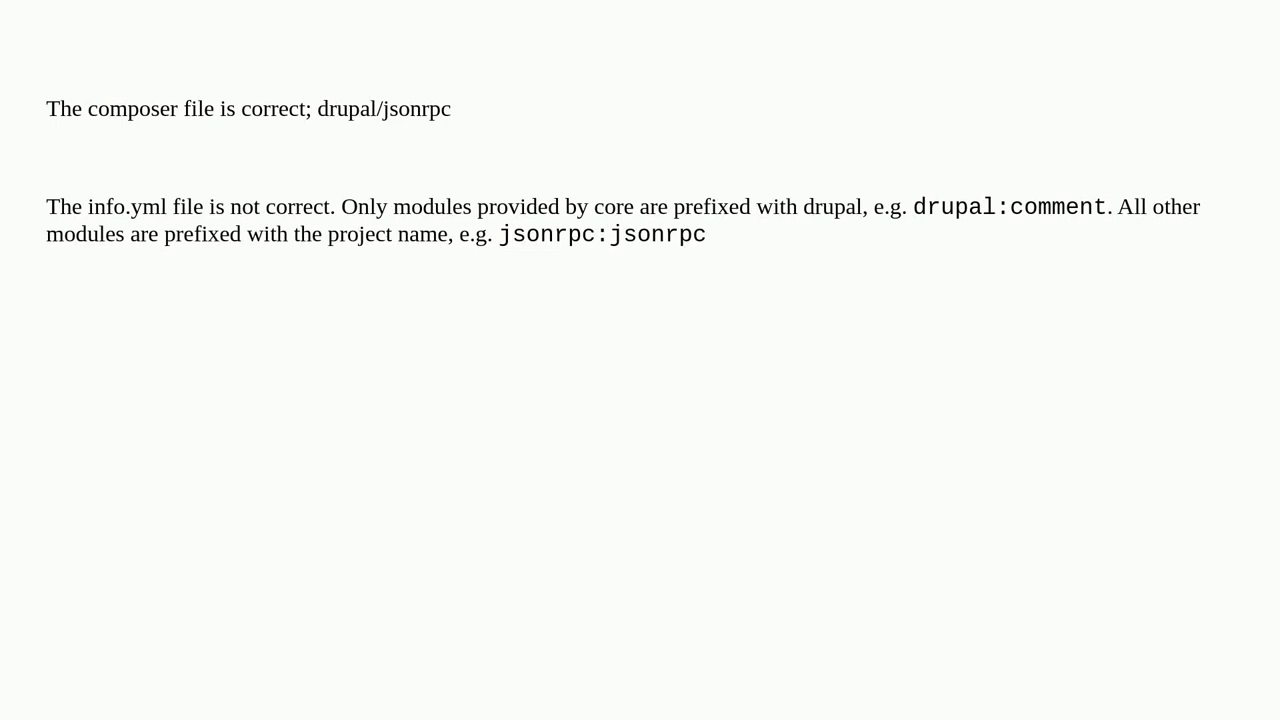 The composer file is correct; drupal/jsonrpc
The info.yml file is not correct. Only modules provided by core are prefixed with drupal, e.g. drupal:comment. All other
modules are prefixed with the project name, e.g. jsonrpc:jsonrpc